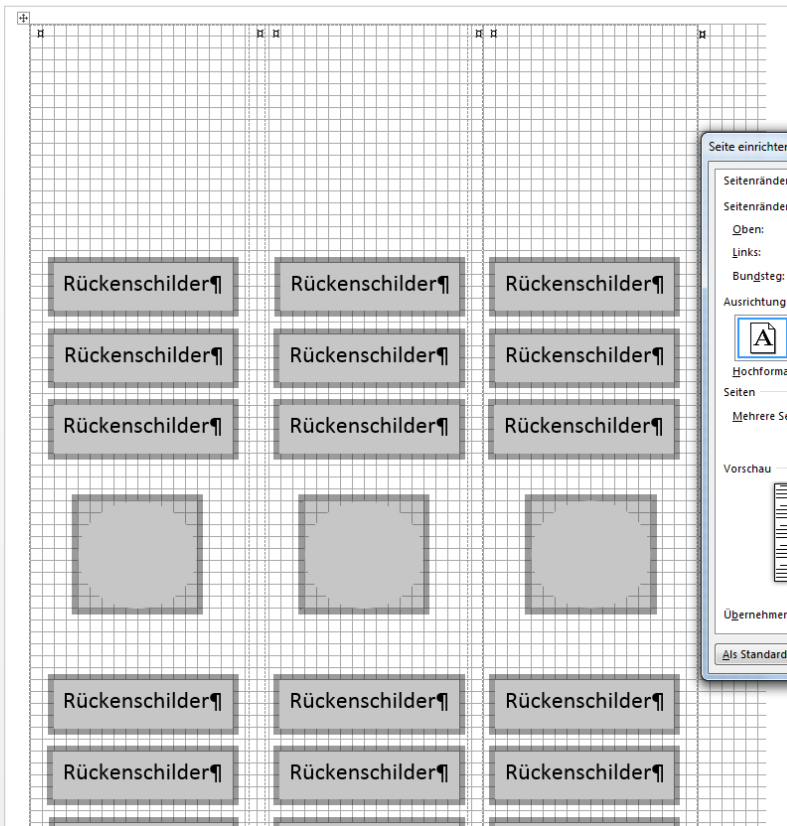 ¤ ¤ ¤ ¤ ¤ ¤
Seite einrichten
Seitenränder
Seitenränder
Oben:
Links:
Bundsteg:
Ausrichtung
A
Hochforma
Seiten
Mehrere Se
Vorschau
Übernehmen
Als Standard
Rückenschilder¶ Rückenschilder¶ Rückenschilder¶
Rückenschilder¶ Rückenschilder¶ Rückenschilder¶
Rückenschilder¶ Rückenschilder¶ Rückenschilder¶
Rückenschilder¶ Rückenschilder¶ Rückenschilder¶
Rückenschilder¶ Rückenschilder¶ Rückenschilder¶